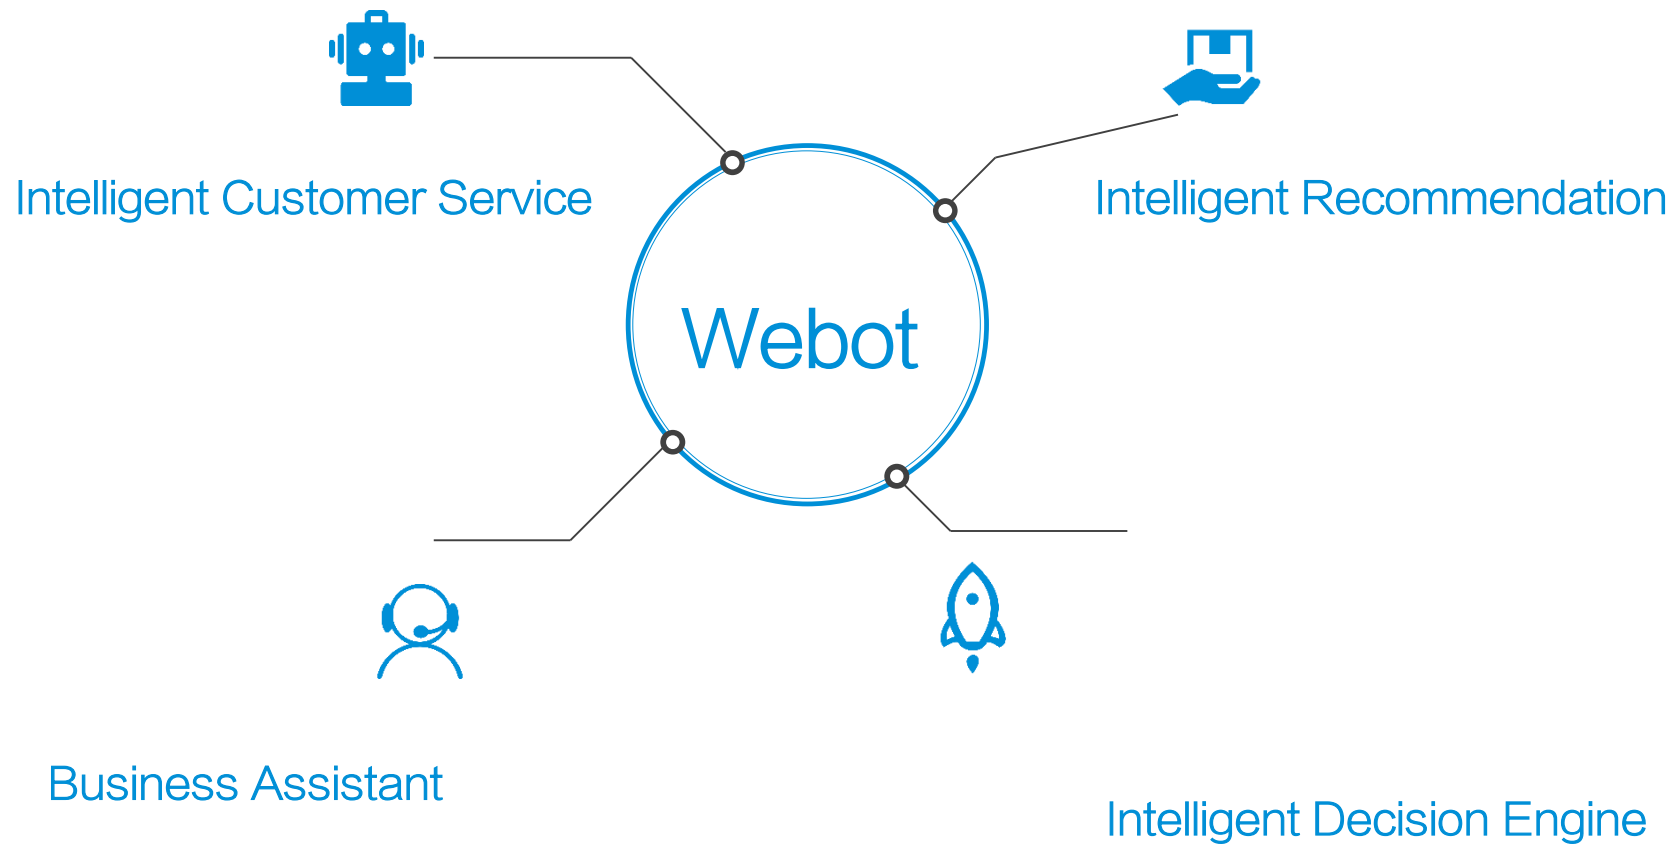 Intelligent Customer Service
Intelligent Recommendation
Webot
Business Assistant
Intelligent Decision Engine